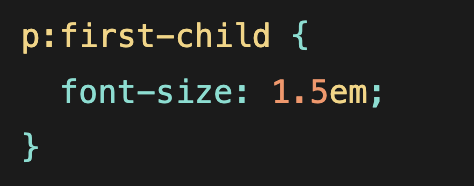 p:first-child {
  font-size: 1.5em;
}